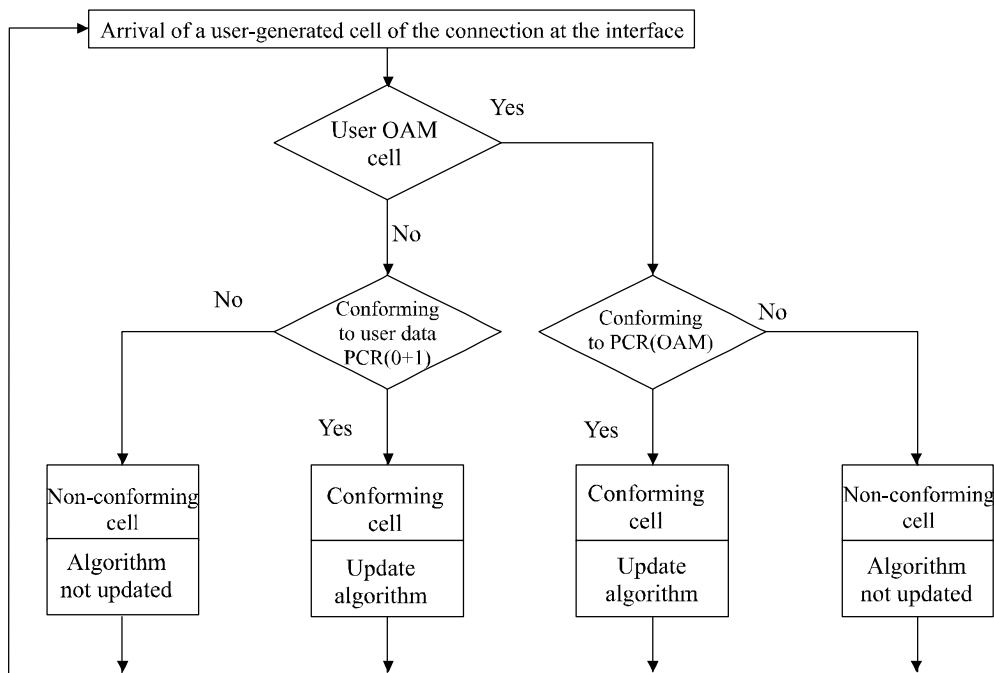 Arrival of a user-generated cell of the connection at the interface
Yes
User OAM
cell
No
No
Conforming
to user data
PCR(0+1)
Conforming
to PCR(OAM)
No
Yes
Yes
Non-conforming
cell
Algorithm
not updated
Conforming
cell
Update
algorithm
Conforming
cell
Update
algorithm
Non-conforming
cell
Algorithm
not updated